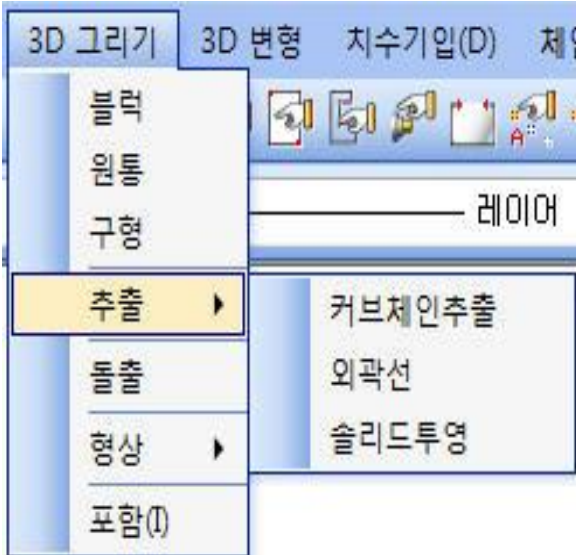 3D 그리기 3D 변형 치수기입(D)
블럭
원통
A
구형
레이어
추출
커브체인추출
돌출
외곽선
형상
솔리드투영
포함(I)